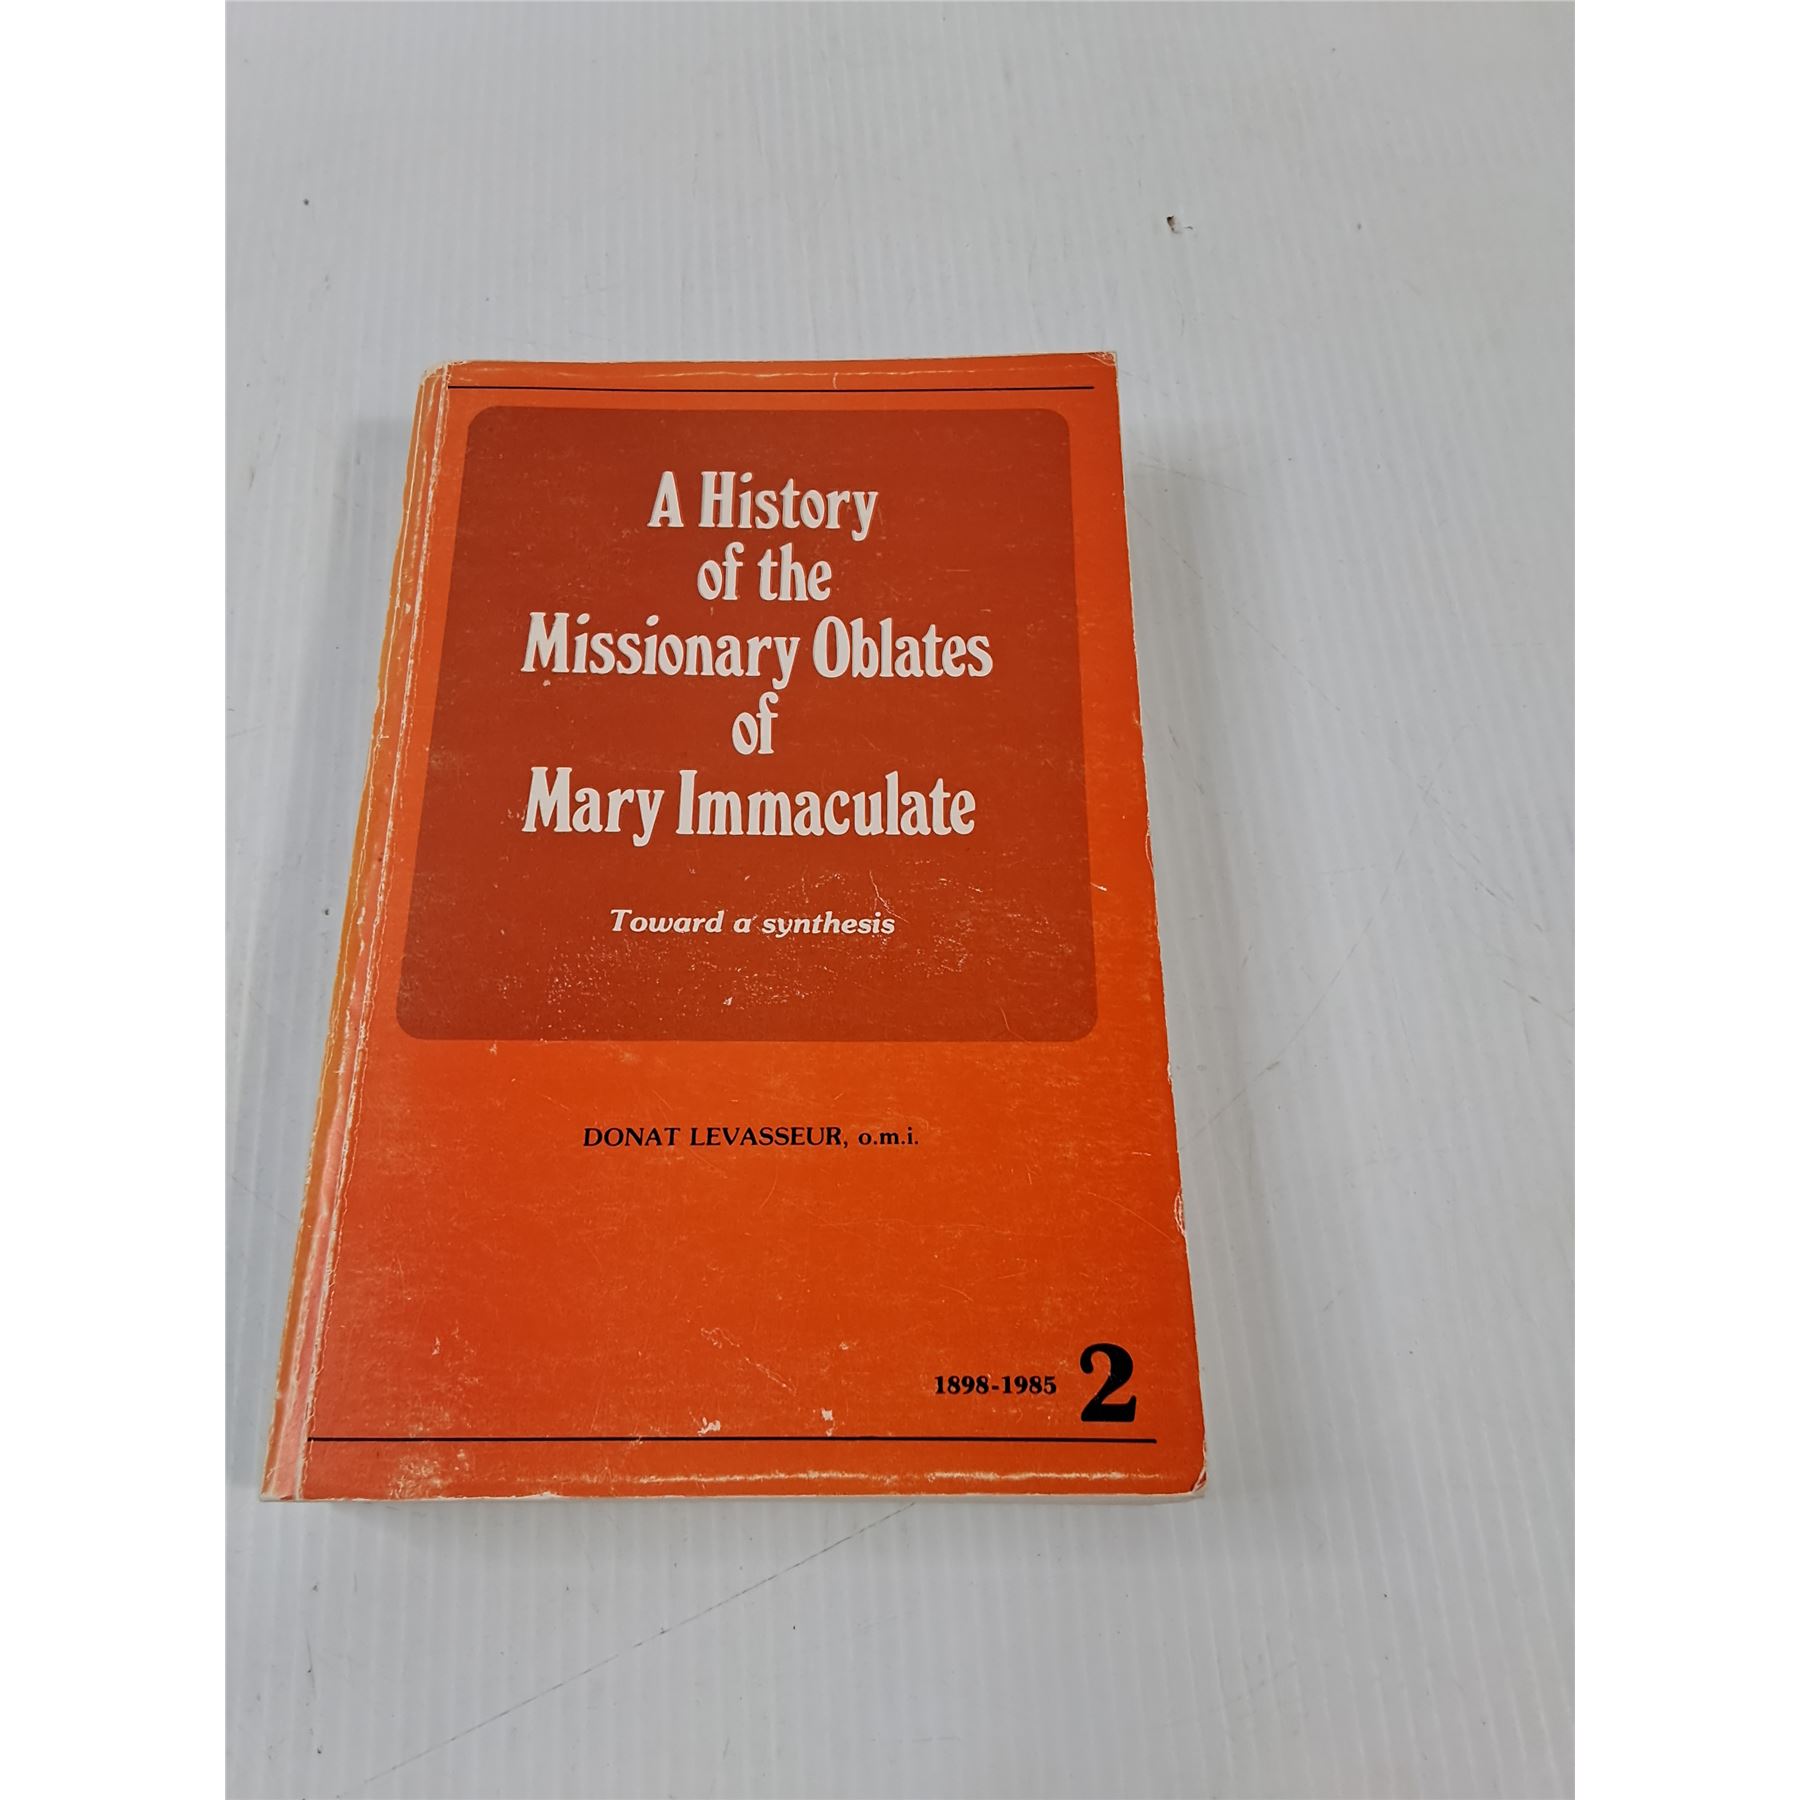 A History
of the
Missionary Oblates
of
Mary Immaculate
Toward a synthesis
DONAT LEVASSEUR, o.m.i.
1898-1985 2